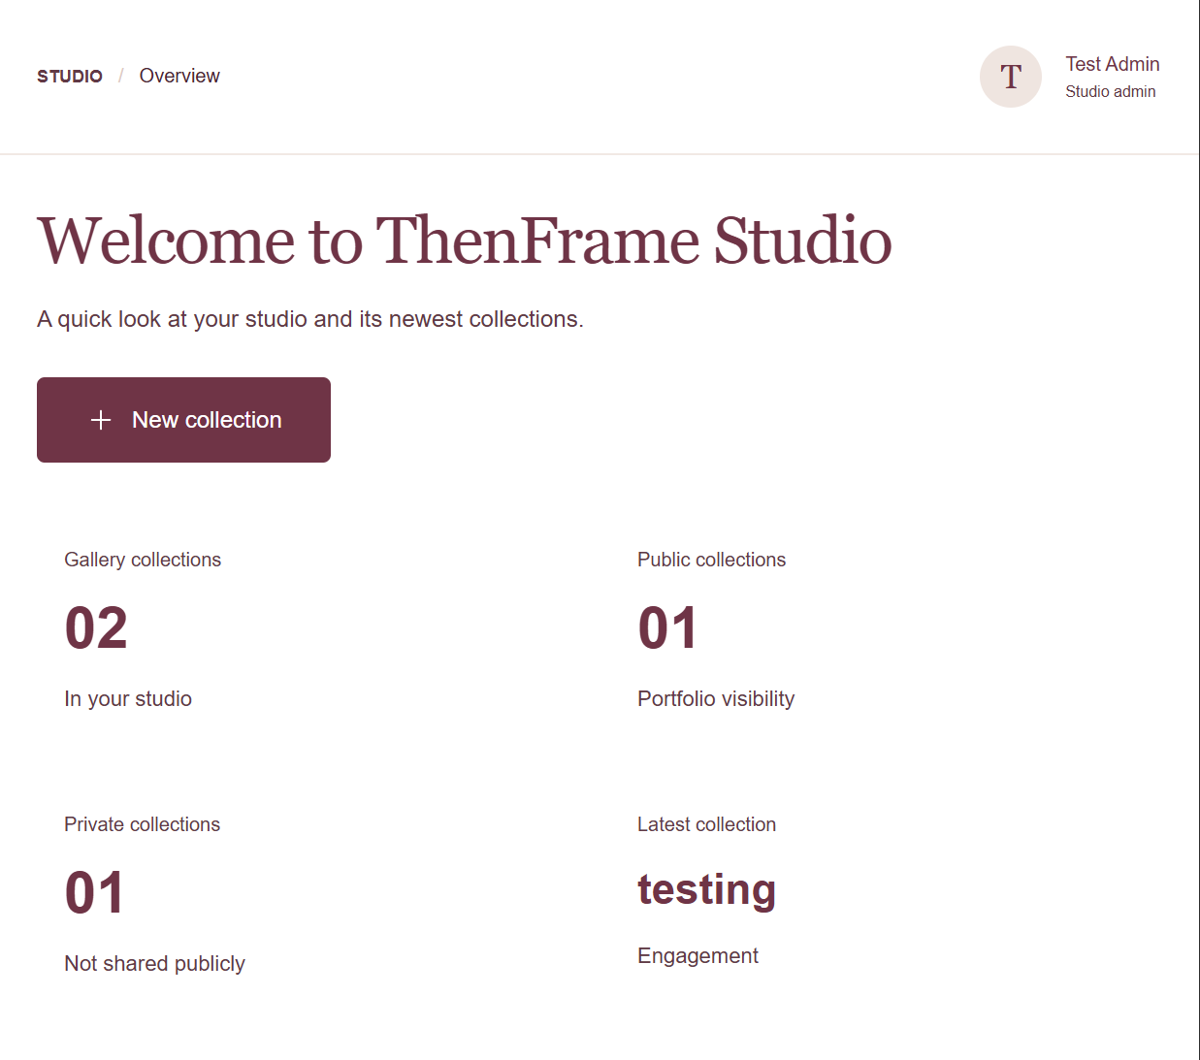 STUDIO / Overview
T
Test Admin
Studio admin
Welcome to ThenFrame Studio
A quick look at your studio and its newest collections.
+ New collection
Gallery collections
02
In your studio
Public collections
01
Portfolio visibility
Private collections
01
Not shared publicly
Latest collection
testing
Engagement